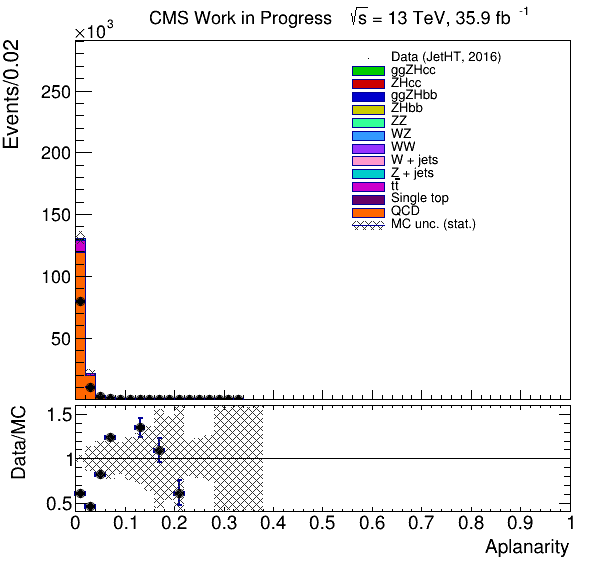 CMS Work in Progress √s = 13 TeV, 35.9 fb⁻¹
×10³
Events/0.02
250
200
150
100
50
Data (JetHT, 2016)
ggZHcc
ZHcc
ggZHbb
ZHbb
ZZ
WZ
WW
W + jets
Z + jets
tt̅
Single top
QCD
MC unc. (stat.)
Data/MC
1.5
1
0.5
0 0.1 0.2 0.3 0.4 0.5 0.6 0.7 0.8 0.9 1
Aplanarity